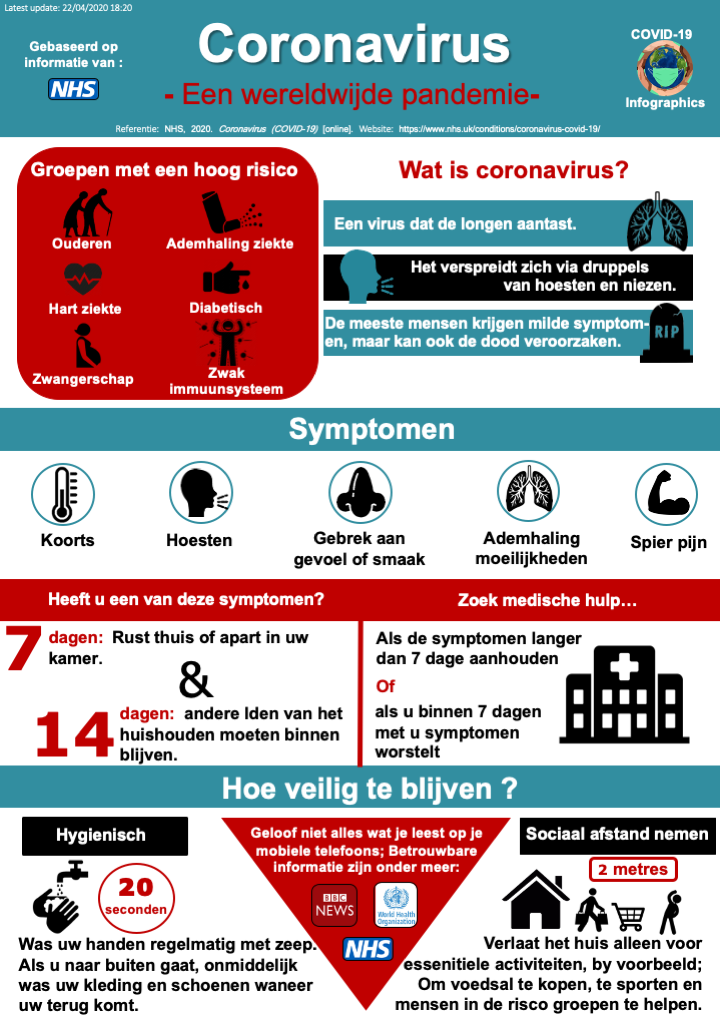 Latest update: 22/04/2020 18:20
Gebaseerd op
informatie van :
NHS
Coronavirus
- Een wereldwijde pandemie-
COVID-19
Infographics
Referentie: NHS, 2020. Coronavirus (COVID-19) [online]. Website: https://www.nhs.uk/conditions/coronavirus-covid-19/
Groepen met een hoog risico
Ouderen
Ademhaling ziekte
Hart ziekte
Diabetisch
Zwangerschap
Zwak
immuunsysteem
Wat is coronavirus?
Een virus dat de longen aantast.
Het verspreidt zich via druppels
van hoesten en niezen.
De meeste mensen krijgen milde symptom-
en, maar kan ook de dood veroorzaken.
RIP
Symptomen
Koorts
Hoesten
Gebrek aan
gevoel of smaak
Ademhaling
moeilijkheden
Spier pijn
Heeft u een van deze symptomen?
7 dagen: Rust thuis of apart in uw
kamer.
&
14 dagen: andere lden van het
huishouden moeten binnen
blijven.
Zoek medische hulp...
Als de symptomen langer
dan 7 dage aanhouden
Of
als u binnen 7 dagen
met u symptomen
worstelt
Hoe veilig te blijven ?
Hygienisch
20
seconden
Was uw handen regelmatig met zeep.
Als u naar buiten gaat, onmiddelijk
was uw kleding en schoenen waneer
uw terug komt.
Geloof niet alles wat je leest op je
mobiele telefoons; Betrouwbare
informatie zijn onder meer:
BBC
NEWS
World Health
Organization
NHS
Sociaal afstand nemen
2 metres
Verlaat het huis alleen voor
essenitiele activiteiten, by voorbeeld;
Om voedsal te kopen, te sporten en
mensen in de risco groepen te helpen.